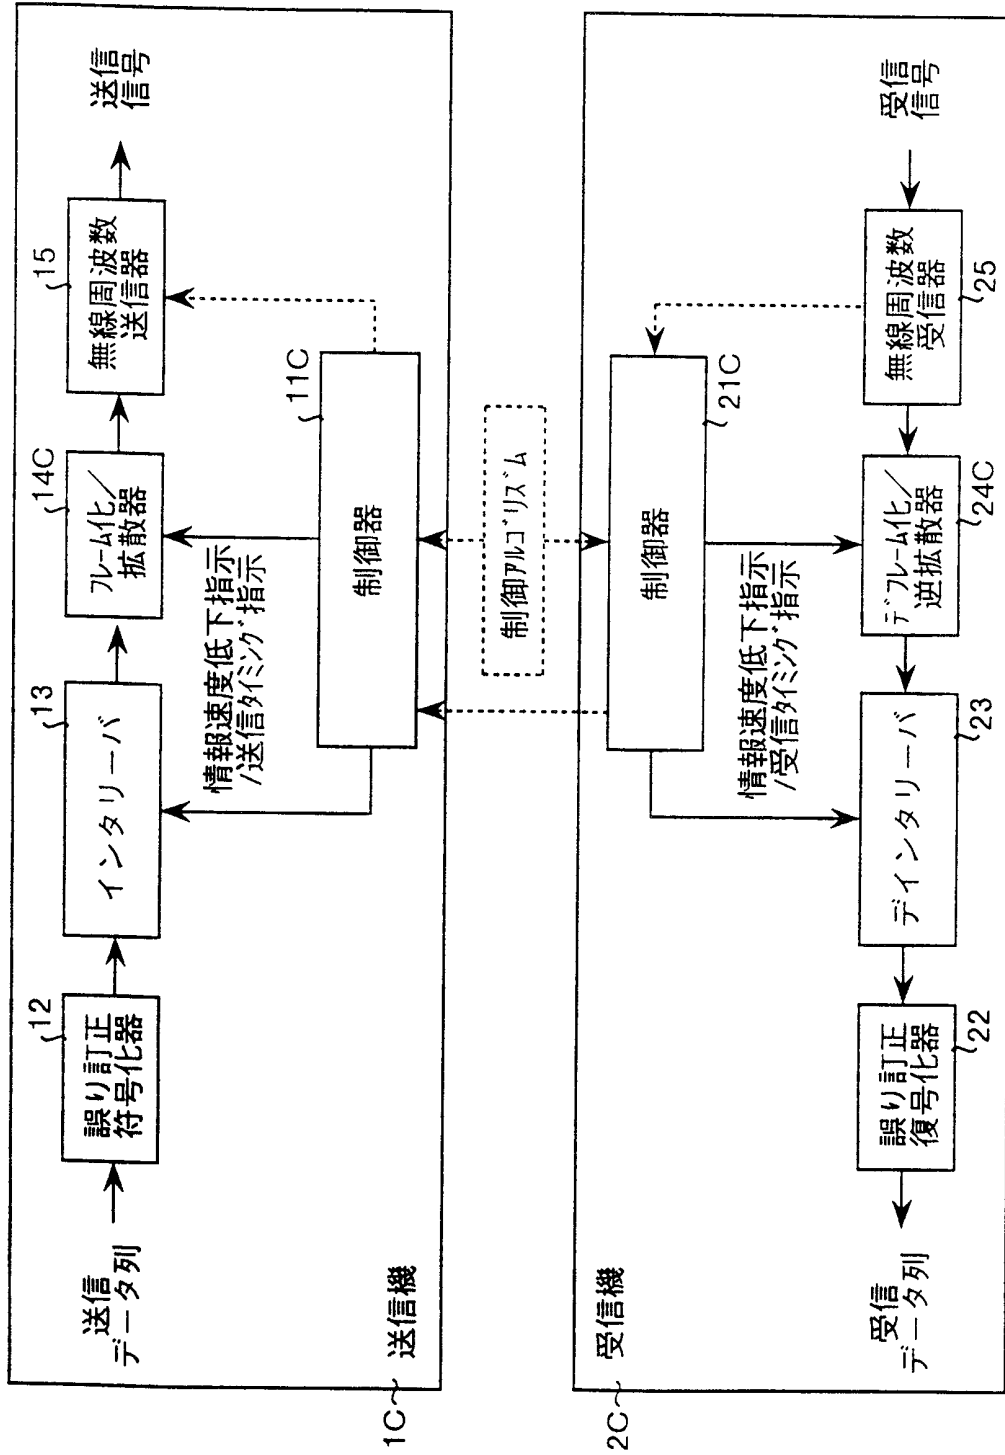 送信
データ列
12
誤り訂正
符号化器
13
インタリーバ
14C
フレーム化／
拡散器
15
無線周波数
送信器
送信
信号
情報速度低下指示
/送信タイミング指示
11C
制御器
1C
送信機
制御ｱﾙｺﾞﾘｽﾞﾑ
2C
受信機
21C
制御器
情報速度低下指示
/受信タイミング指示
受信
データ列
誤り訂正
復号化器
22
デインタリーバ
23
デフレーム化／
逆拡散器
24C
無線周波数
受信器
25
受信
信号